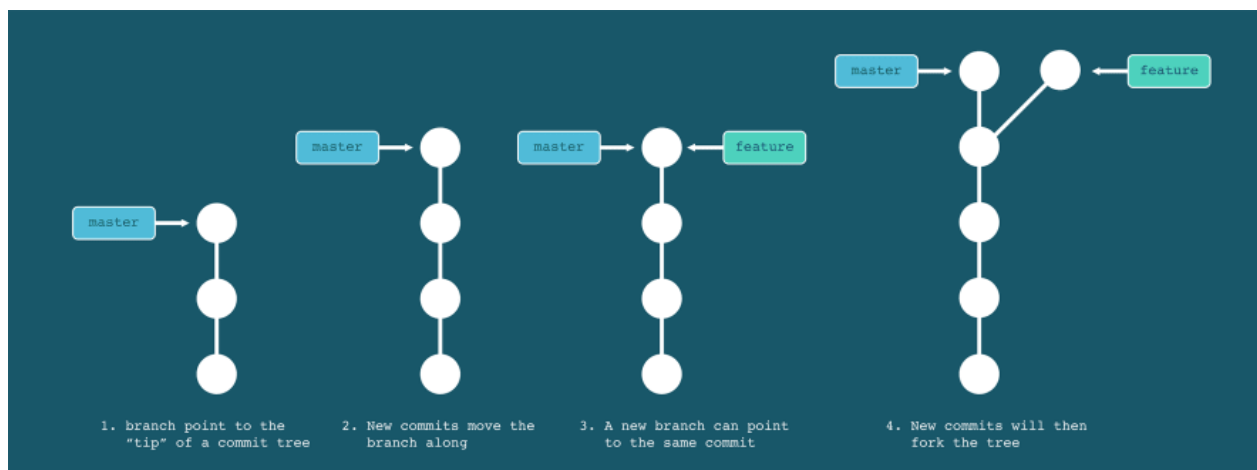 master
feature
master
master
feature
master
1. branch point to the
"tip" of a commit tree
2. New commits move the
branch along
3. A new branch can point
to the same commit
4. New commits will then
fork the tree